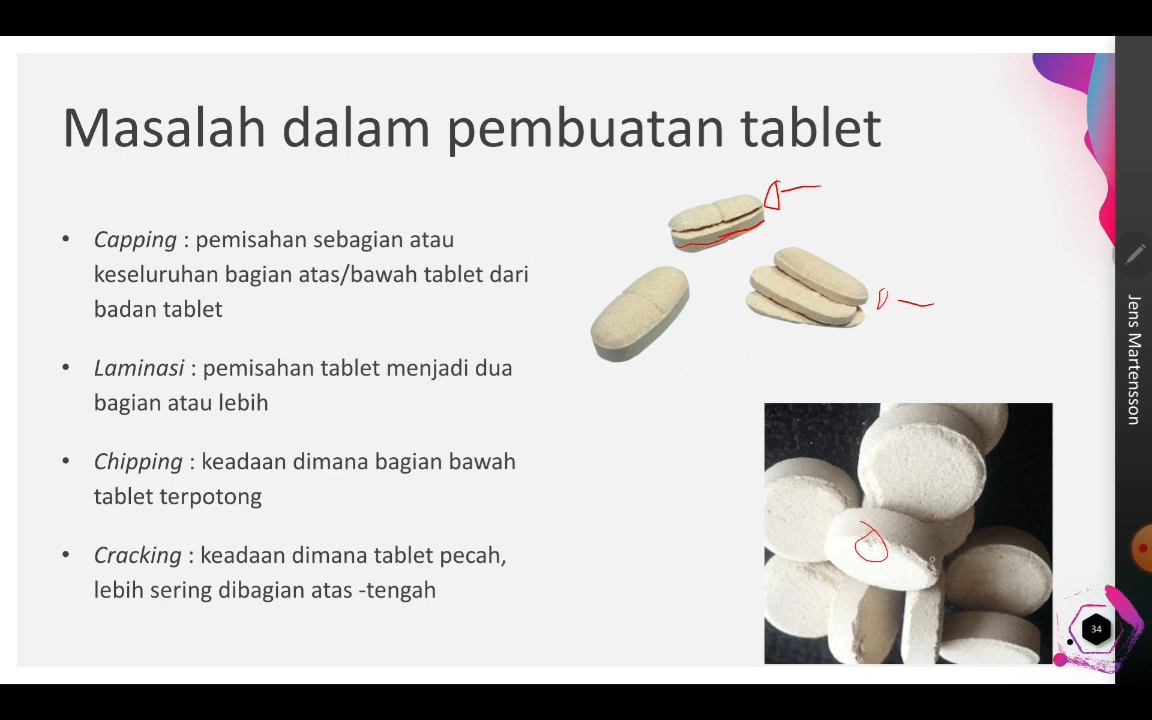 Masalah dalam pembuatan tablet
• Capping : pemisahan sebagian atau
keseluruhan bagian atas/bawah tablet dari
badan tablet
• Laminasi : pemisahan tablet menjadi dua
bagian atau lebih
• Chipping : keadaan dimana bagian bawah
tablet terpotong
• Cracking : keadaan dimana tablet pecah,
lebih sering dibagian atas -tengah
Jens Martensson
34